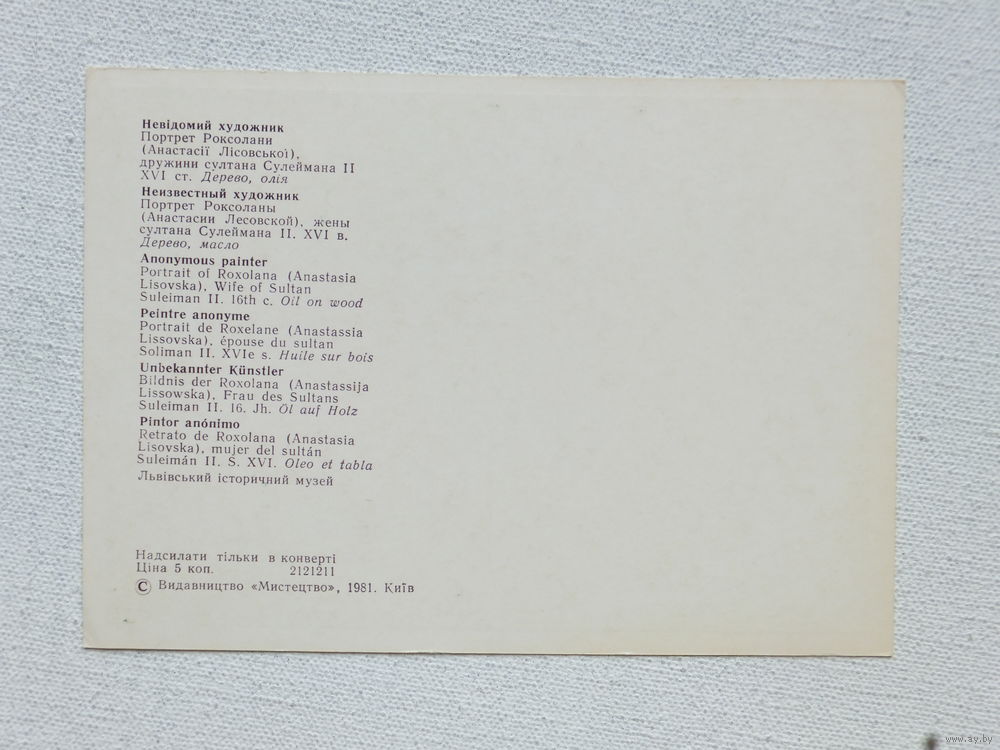 Невідомий художник
Портрет Роксолани
(Анастасії Лісовської),
дружини султана Сулеймана II
XVI ст. Дерево, олія
Неизвестный художник
Портрет Роксоланы
(Анастасии Лесовской), жены
султана Сулеймана II. XVI в.
Дерево, масло
Anonymous painter
Portrait of Roxolana (Anastasia
Lisovska), Wife of Sultan
Suleiman II. 16th c. Oil on wood
Peintre anonyme
Portrait de Roxelane (Anastassia
Lissovska), épouse du sultan
Soliman II. XVIe s. Huile sur bois
Unbekannter Künstler
Bildnis der Roxolana (Anastassija
Lissowska), Frau des Sultans
Suleiman II. 16. Jh. Öl auf Holz
Pintor anónimo
Retrato de Roxolana (Anastasia
Lisovska), mujer del sultán
Suleimán II. S. XVI. Oleo et tabla
Львівський історичний музей
Надсилати тільки в конверті
Ціна 5 коп. 2121211
© Видавництво «Мистецтво», 1981. Київ
www.ay.by